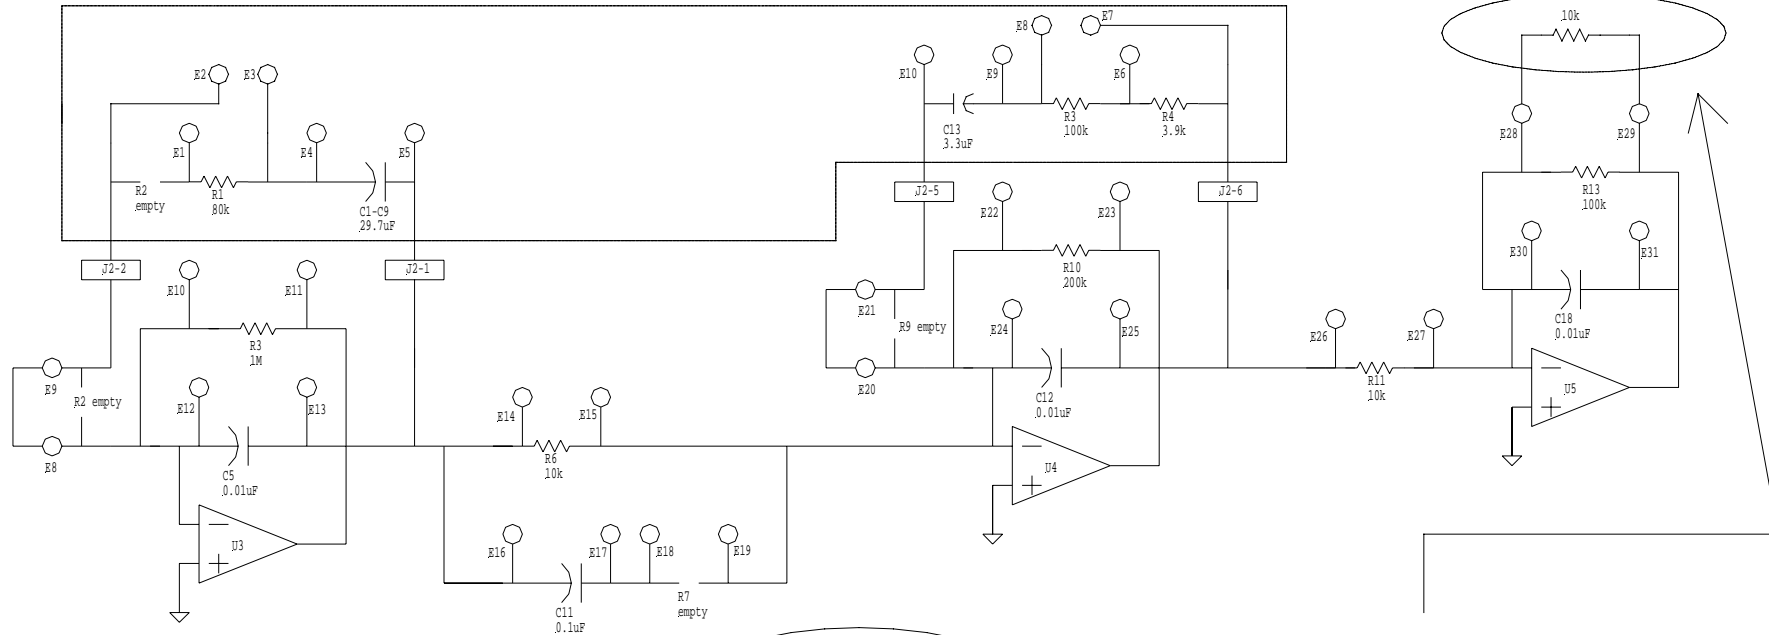 E7
10k
E8
E2
E3
E10
E9
E6
C13
3.3uF
R3
100k
R4
3.9k
E28
E29
E1
E4
E5
R2
empty
R1
80k
C1-C9
29.7uF
J2-5
J2-6
R13
100k
E22
E23
E30
E31
J2-2
J2-1
E10
E11
R10
200k
E21
R9 empty
E24
E25
C18
0.01uF
E26
E27
R3
1M
E9
R2 empty
E20
C12
0.01uF
R11
10k
U5
E12
E13
E14
E15
E8
C5
0.01uF
R6
10k
U4
U3
E16
E17
E18
E19
C11
0.1uF
R7
empty